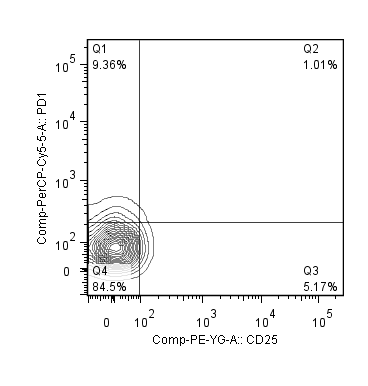 Q1
9.36%
Q2
1.01%
10^5
10^4
10^3
10^2
0
Comp-PerCP-Cy5-5-A:: PD1
Q4
84.5%
Q3
5.17%
0 10^2 10^3 10^4 10^5
Comp-PE-YG-A:: CD25